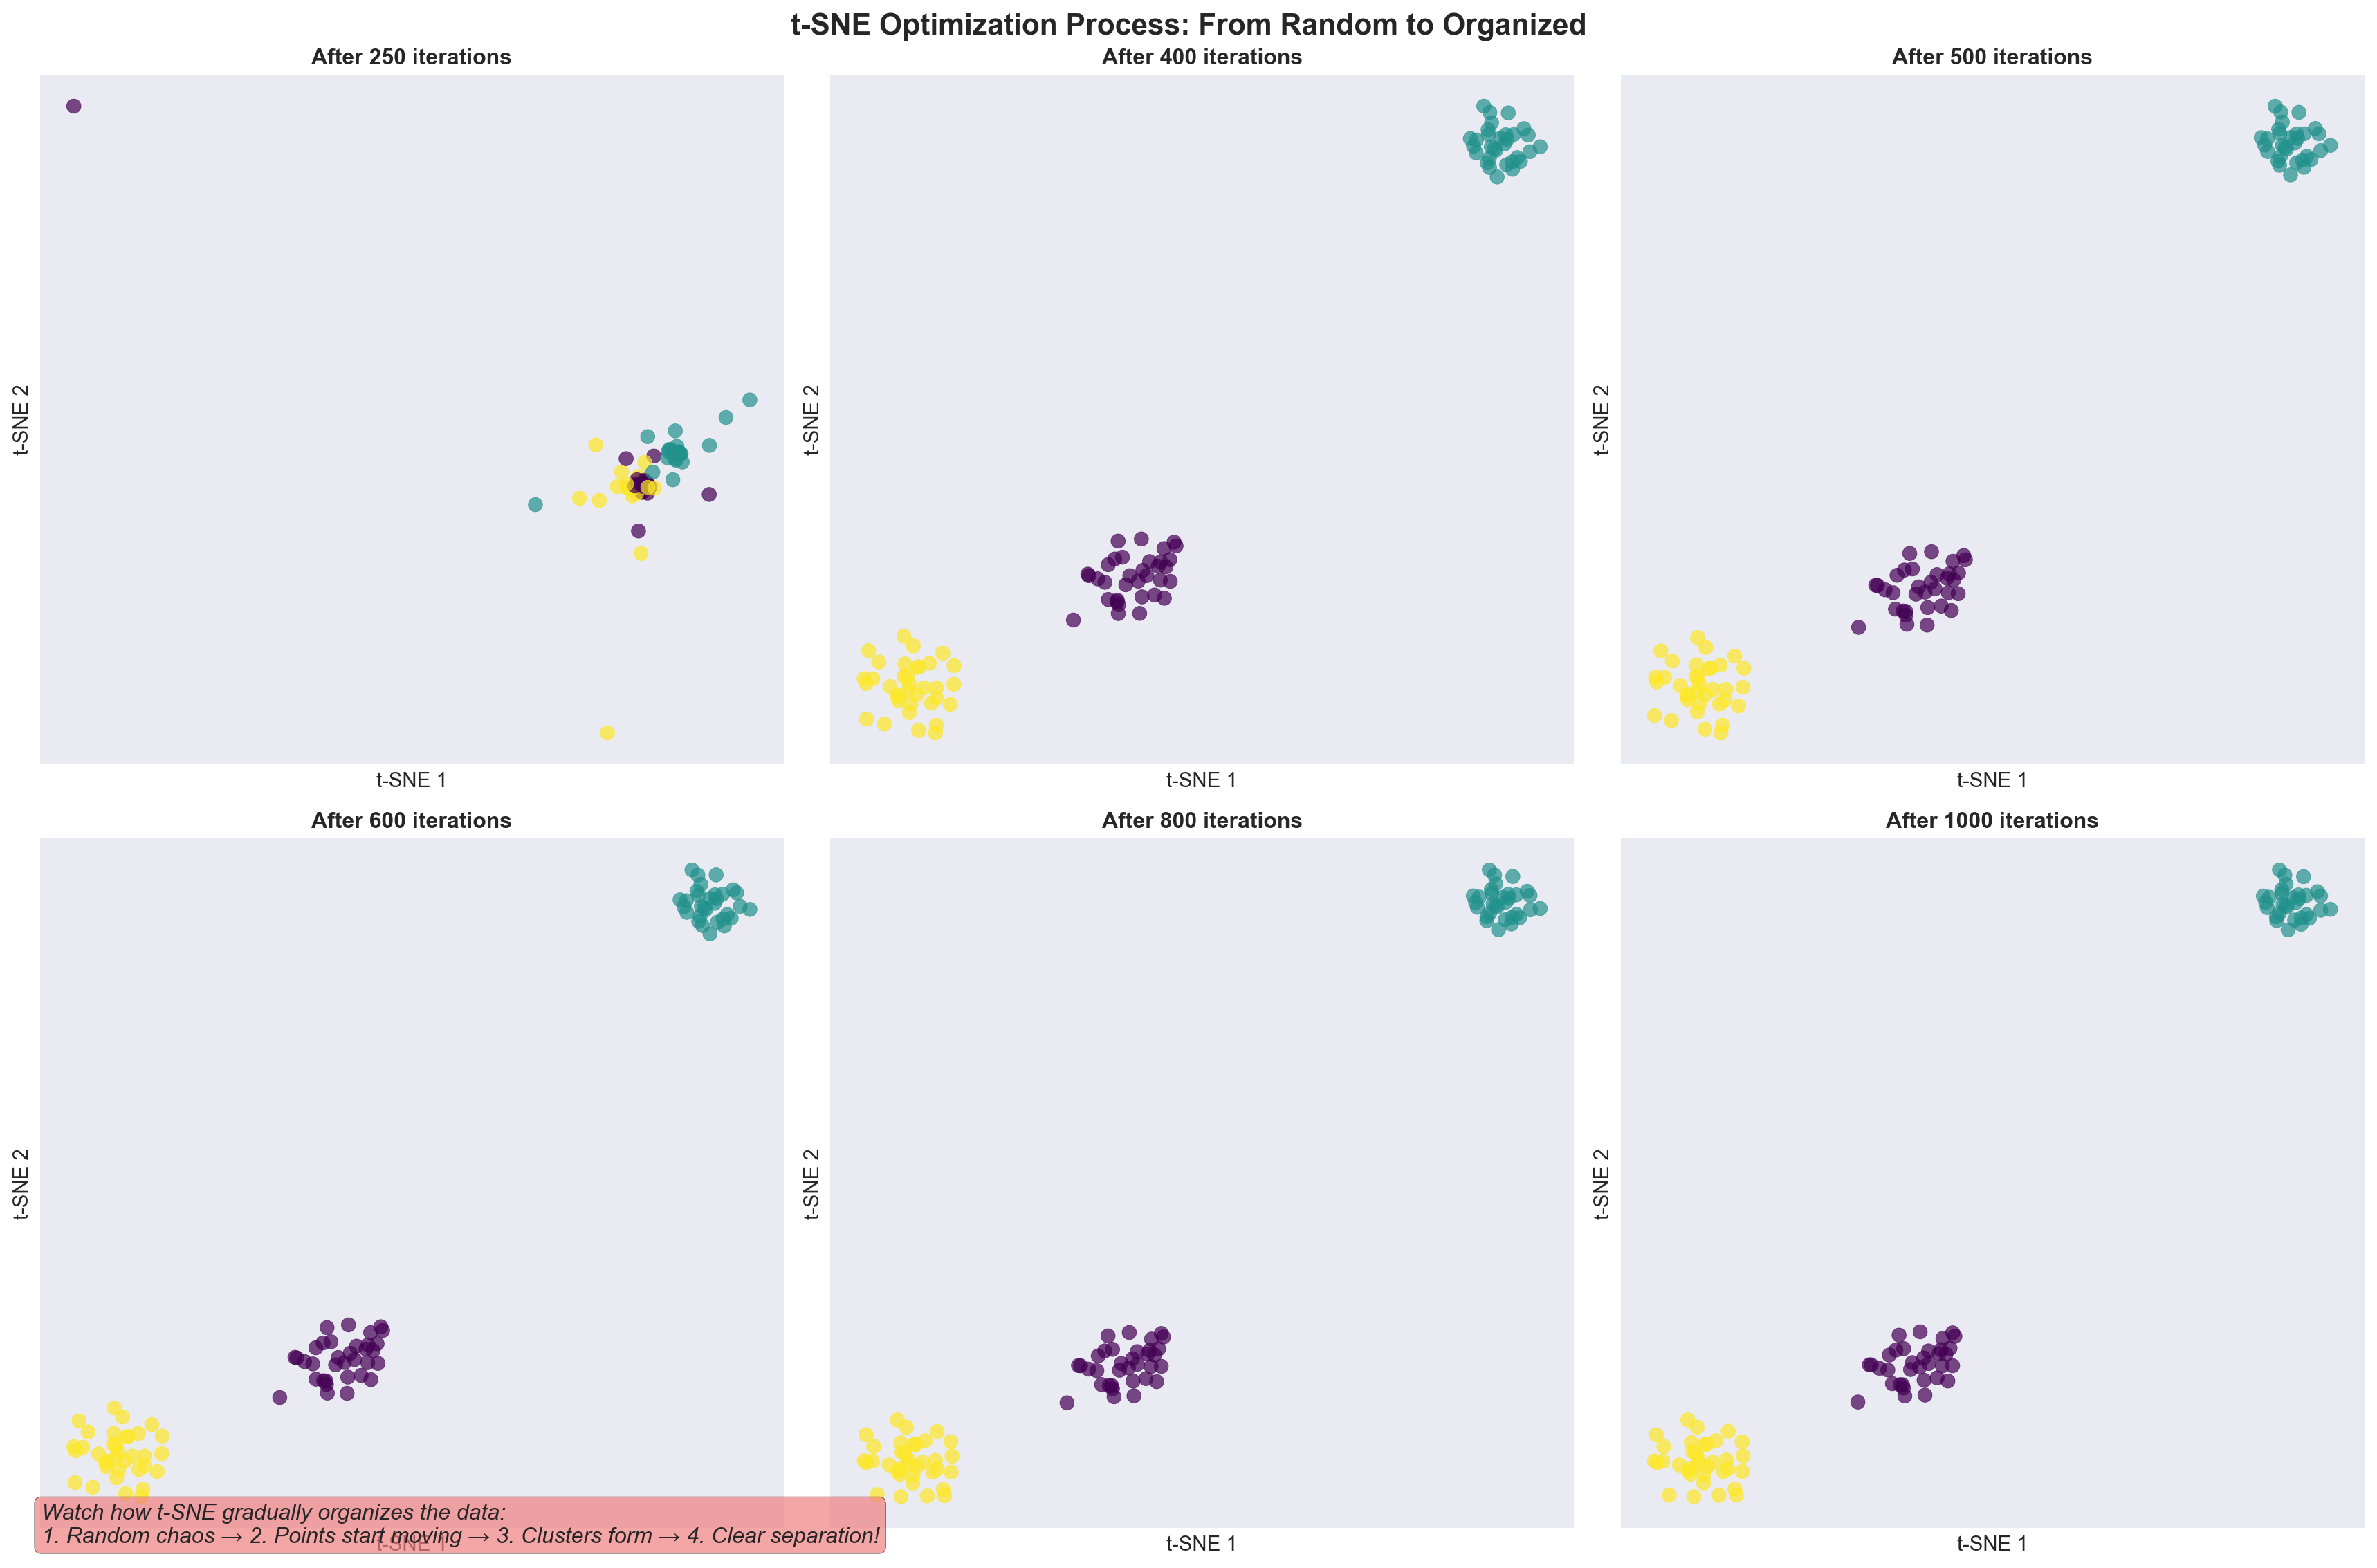 t-SNE Optimization Process: From Random to Organized
After 250 iterations
After 400 iterations
After 500 iterations
t-SNE 2
t-SNE 2
t-SNE 2
t-SNE 1
t-SNE 1
t-SNE 1
After 600 iterations
After 800 iterations
After 1000 iterations
t-SNE 2
t-SNE 2
t-SNE 2
Watch how t-SNE gradually organizes the data:
1. Random chaos → 2. Points start moving → 3. Clusters form → 4. Clear separation!
t-SNE 1
t-SNE 1
t-SNE 1